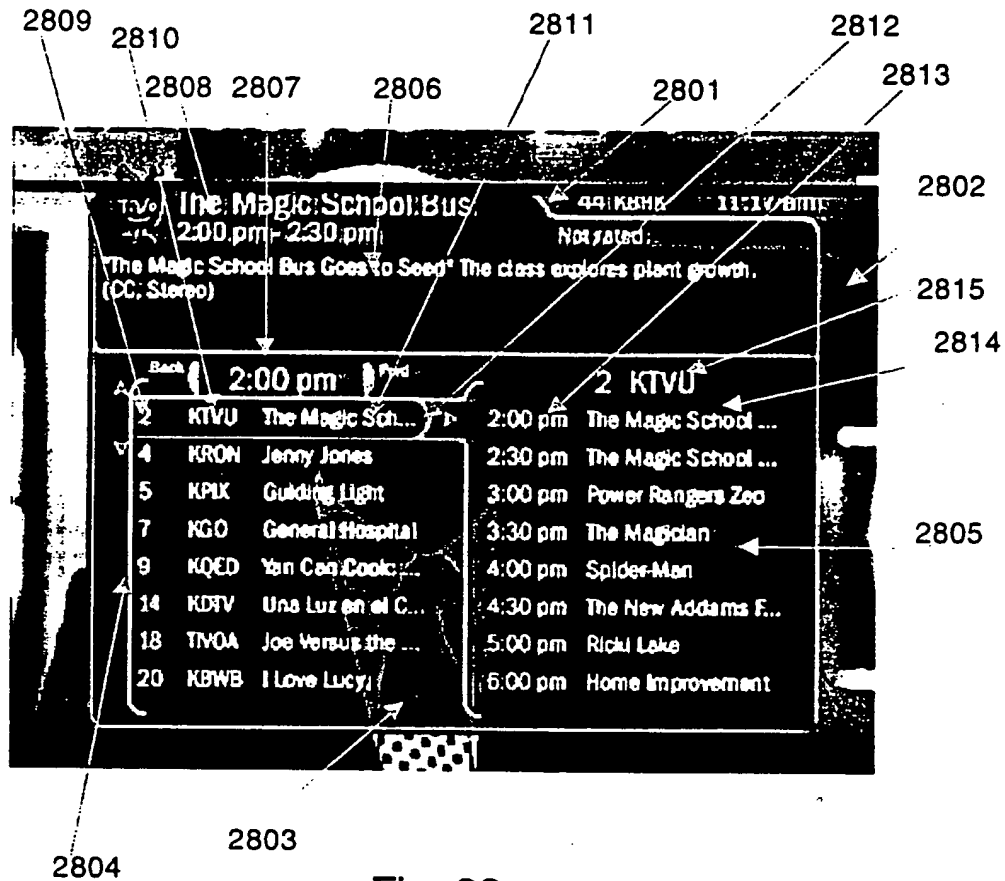 2809 2810 2811 2812
2808 2807 2806 2801 2813
TiVo The Magic School Bus 44 KBHK
2:00 pm - 2:30 pm Not rated
2802
"The Magic School Bus Goes to Seed" The class explores plant growth.
(CC, Stereo)
2815
2814
Back 2:00 pm Fwd 2 KTVU
2 KTVU The Magic Sch... 2:00 pm The Magic School ...
4 KRON Jenny Jones 2:30 pm The Magic School ...
5 KPIX Guiding Light 3:00 pm Power Rangers Zeo
7 KGO General Hospital 3:30 pm The Magician
2805
9 KQED Yan Can Cook: ... 4:00 pm Spider-Man
14 KDTV Una Luz en el C... 4:30 pm The New Addams F...
18 TIVOA Joe Versus the ... 5:00 pm Ricki Lake
20 KBWB I Love Lucy 6:00 pm Home Improvement
2803
2804